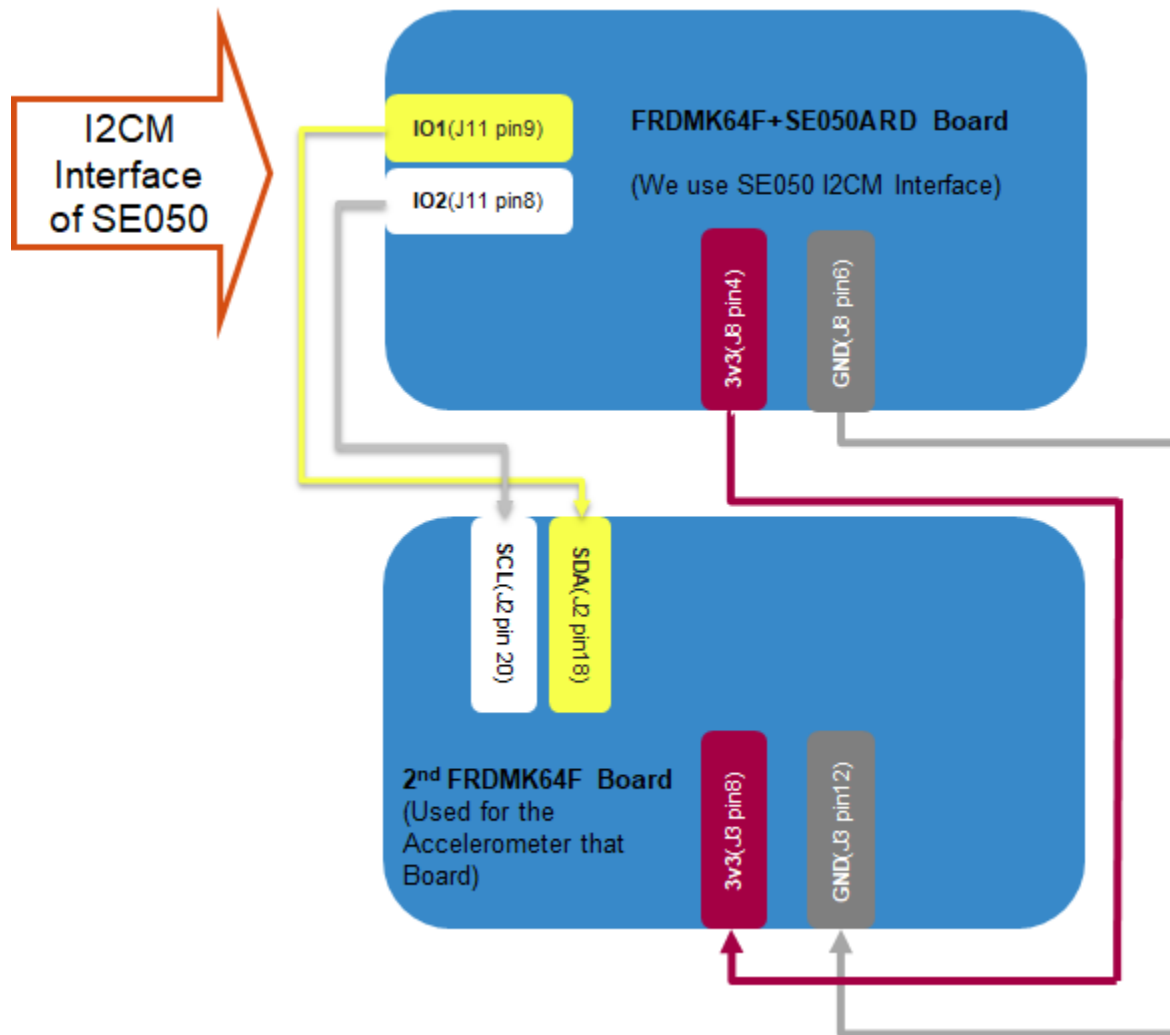 I2CM
Interface
of SE050
IO1(J11 pin9)
IO2(J11 pin8)
FRDMK64F+SE050ARD Board
(We use SE050 I2CM Interface)
3v3(J8 pin4)
GND(J8 pin6)
SCL(J2 pin 20)
SDA(J2 pin18)
2nd FRDMK64F Board
(Used for the
Accelerometer that
Board)
3v3(J3 pin8)
GND(J3 pin12)